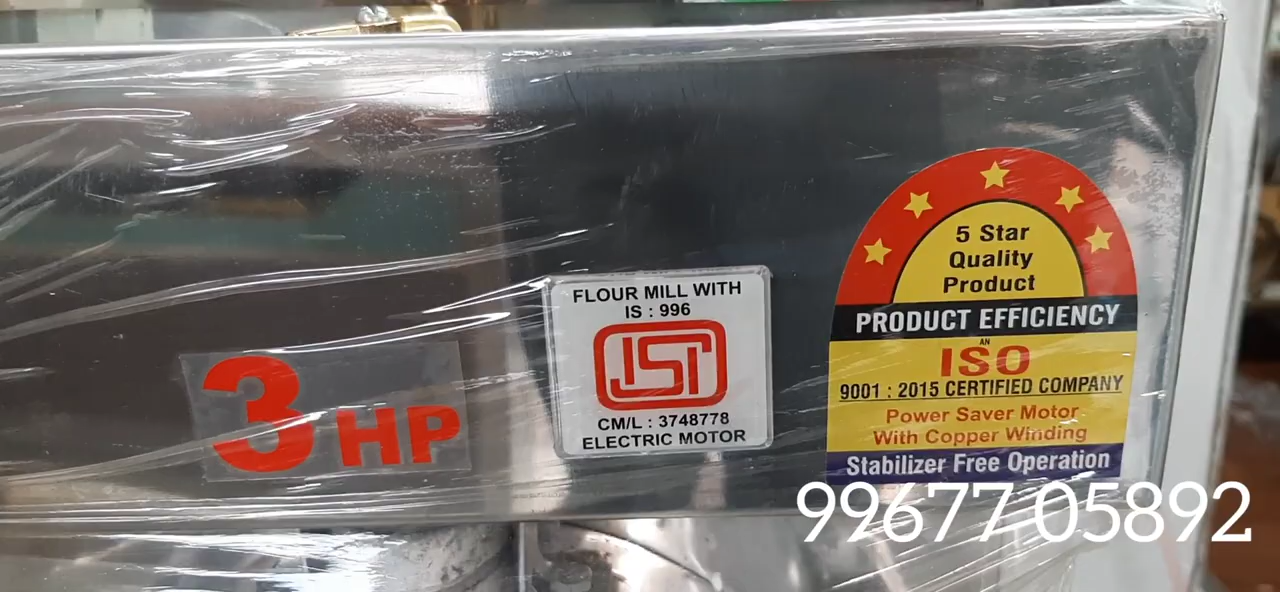 3 HP
FLOUR MILL WITH
IS : 996
ISI
CM/L : 3748778
ELECTRIC MOTOR
5 Star
Quality
Product
PRODUCT EFFICIENCY
AN
ISO
9001 : 2015 CERTIFIED COMPANY
Power Saver Motor
With Copper Winding
Stabilizer Free Operation
99677 05892